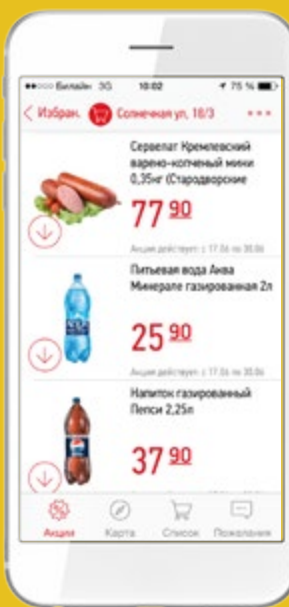 Билайн 3G 10:02 75 %
Избран. Солнечная ул, 18/3
Сервелат Кремлевский
варено-копченый мини
0,35кг (Стародворские
77 90
Акция действует: с 17.06 по 30.06
Питьевая вода Аква
Минерале газированная 2л
25 90
Акция действует: с 17.06 по 30.06
Напиток газированный
Пепси 2,25л
37 90
Акции Карта Список Пожелания